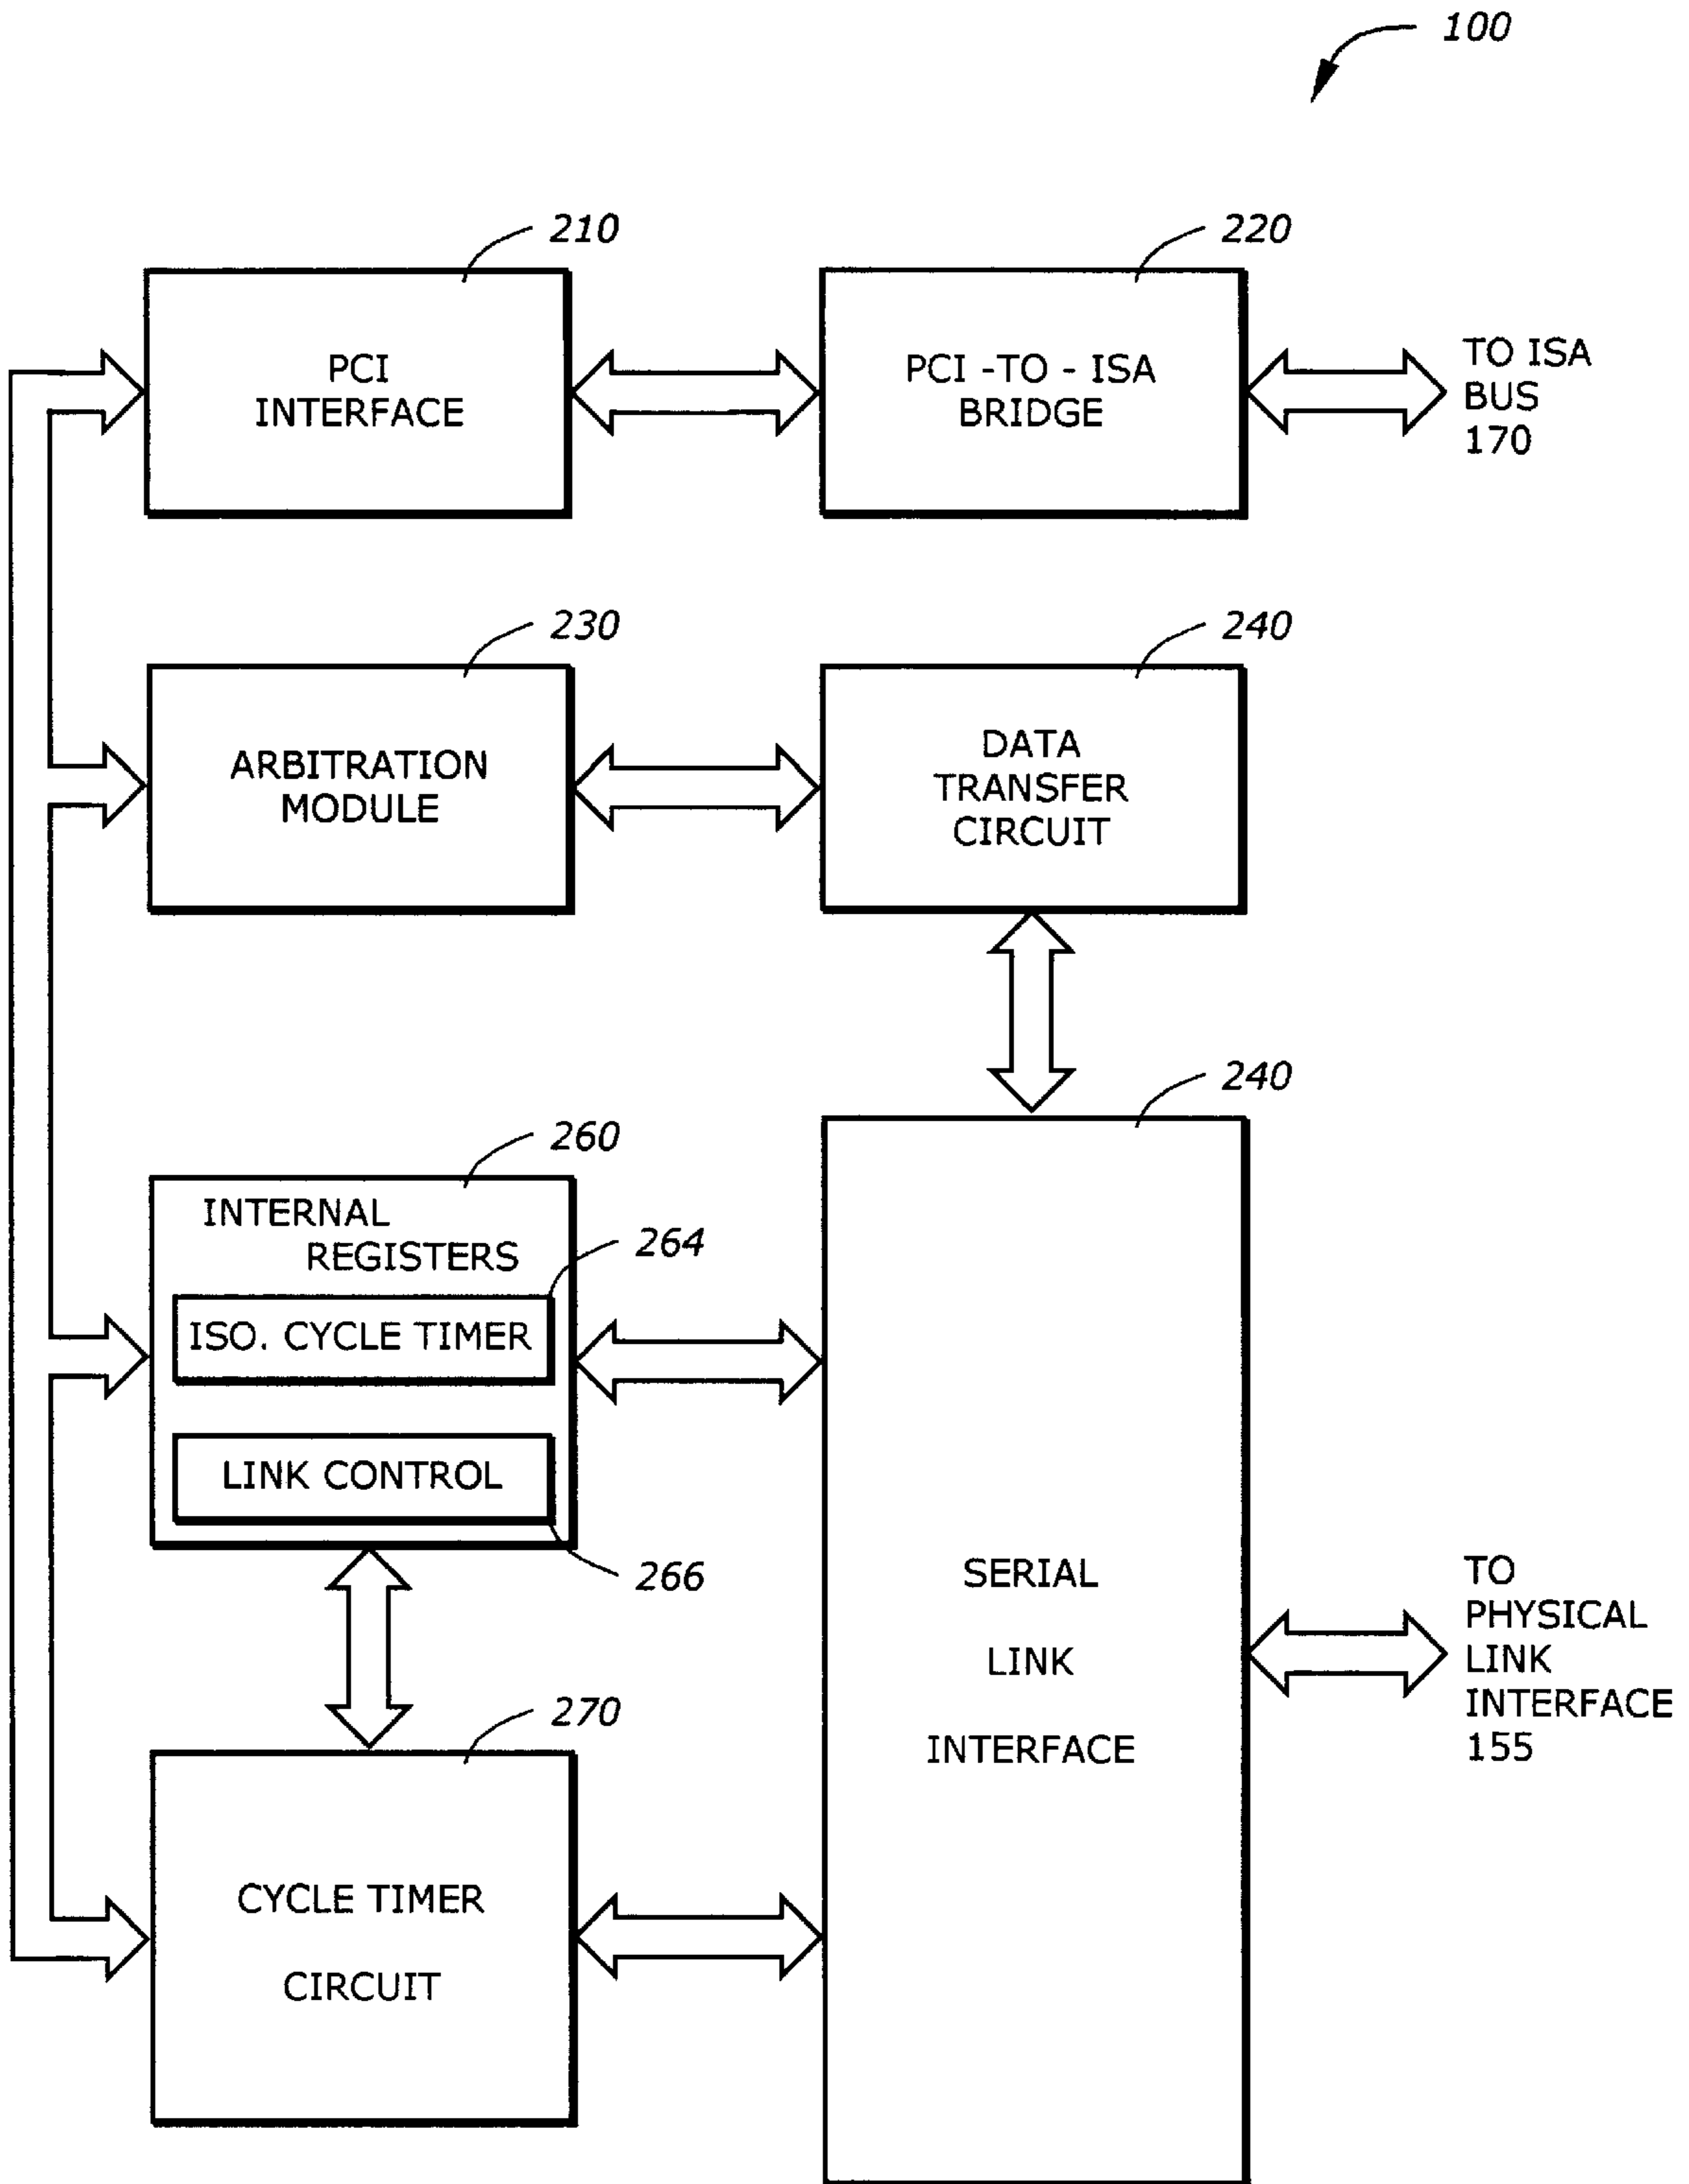 100
210
PCI
INTERFACE
220
PCI -TO - ISA
BRIDGE
TO ISA
BUS
170
230
ARBITRATION
MODULE
240
DATA
TRANSFER
CIRCUIT
240
SERIAL
LINK
INTERFACE
260
INTERNAL
REGISTERS
264
ISO. CYCLE TIMER
LINK CONTROL
266
TO
PHYSICAL
LINK
INTERFACE
155
270
CYCLE TIMER
CIRCUIT